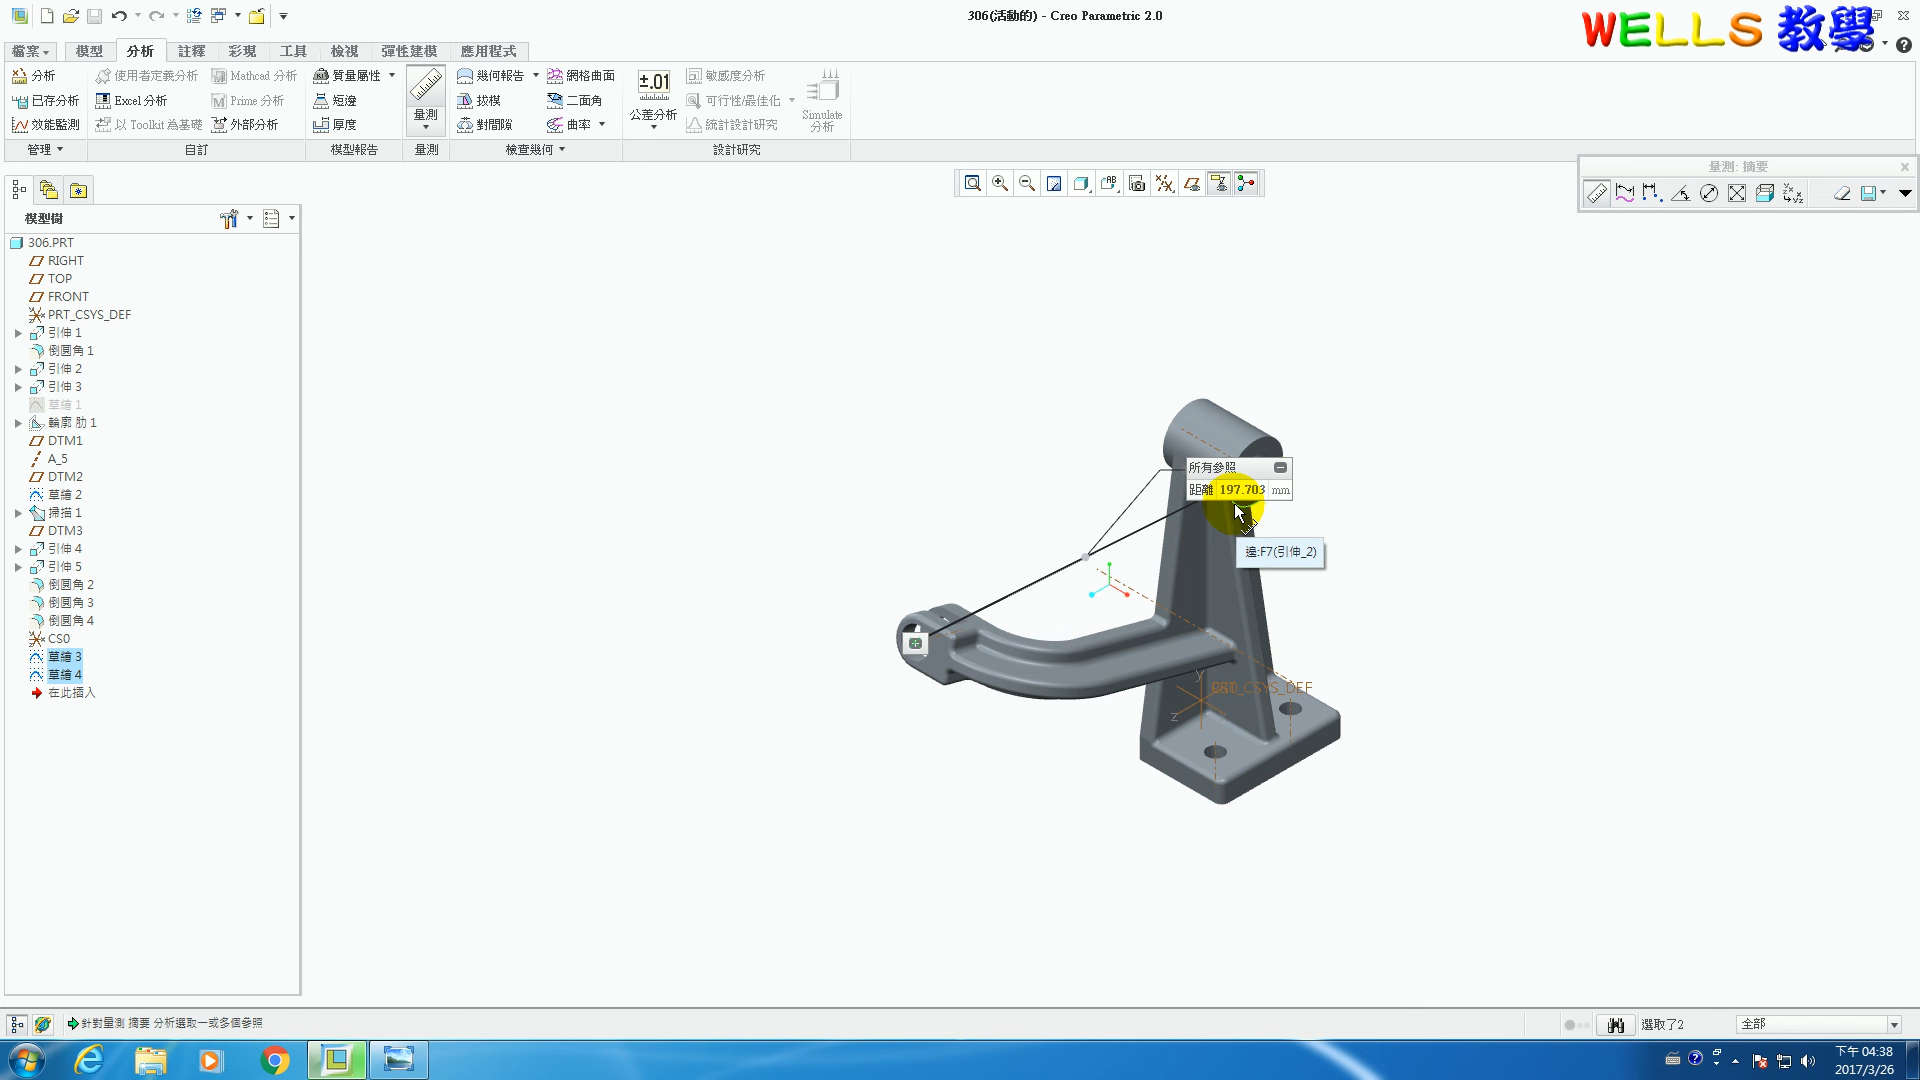 306(活動的) - Creo Parametric 2.0
WELLS 教學
檔案 模型 分析 註釋 彩現 工具 檢視 彈性建模 應用程式
分析 使用者定義分析 Mathcad 分析 質量屬性 幾何報告 網格曲面 敏感度分析
已存分析 Excel 分析 Prime 分析 短邊 拔模 二面角 可行性/最佳化
效能監測 以 Toolkit 為基礎 外部分析 厚度 對間隙 曲率 統計設計研究
量測
±.01
公差分析
Simulate
分析
管理 自訂 模型報告 量測 檢查幾何 設計研究
量測: 摘要
模型樹
306.PRT
RIGHT
TOP
FRONT
PRT_CSYS_DEF
引伸 1
倒圓角 1
引伸 2
引伸 3
草繪 1
輪廓 肋 1
DTM1
A_5
DTM2
草繪 2
掃描 1
DTM3
引伸 4
引伸 5
倒圓角 2
倒圓角 3
倒圓角 4
CS0
草繪 3
草繪 4
在此插入
所有參照
距離 197.703 mm
邊:F7(引伸_2)
y
z
針對量測 摘要 分析選取一或多個參照
選取了2
全部
下午 04:38
2017/3/26